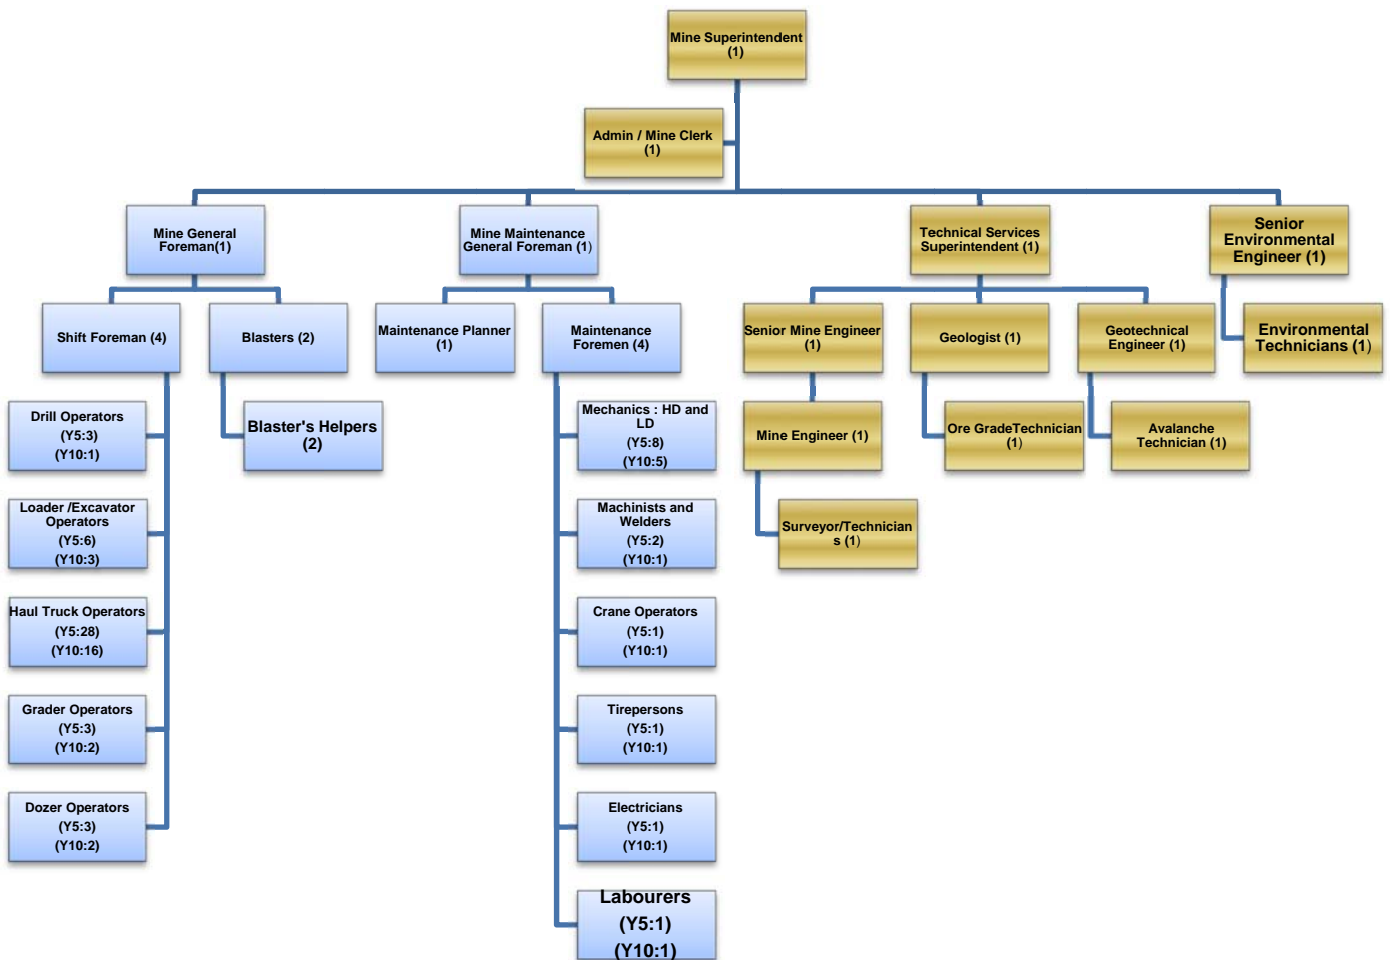 Mine Superintendent
(1)
Admin / Mine Clerk
(1)
Mine General
Foreman(1)
Mine Maintenance
General Foreman (1)
Technical Services
Superintendent (1)
Senior
Environmental
Engineer (1)
Shift Foreman (4)
Blasters (2)
Maintenance Planner
(1)
Maintenance
Foremen (4)
Senior Mine Engineer
(1)
Geologist (1)
Geotechnical
Engineer (1)
Environmental
Technicians (1)
Drill Operators
(Y5:3)
(Y10:1)
Blaster's Helpers
(2)
Mechanics : HD and
LD
(Y5:8)
(Y10:5)
Mine Engineer (1)
Ore GradeTechnician
(1)
Avalanche
Technician (1)
Loader /Excavator
Operators
(Y5:6)
(Y10:3)
Machinists and
Welders
(Y5:2)
(Y10:1)
Surveyor/Technician
s (1)
Haul Truck Operators
(Y5:28)
(Y10:16)
Crane Operators
(Y5:1)
(Y10:1)
Grader Operators
(Y5:3)
(Y10:2)
Tirepersons
(Y5:1)
(Y10:1)
Dozer Operators
(Y5:3)
(Y10:2)
Electricians
(Y5:1)
(Y10:1)
Labourers
(Y5:1)
(Y10:1)